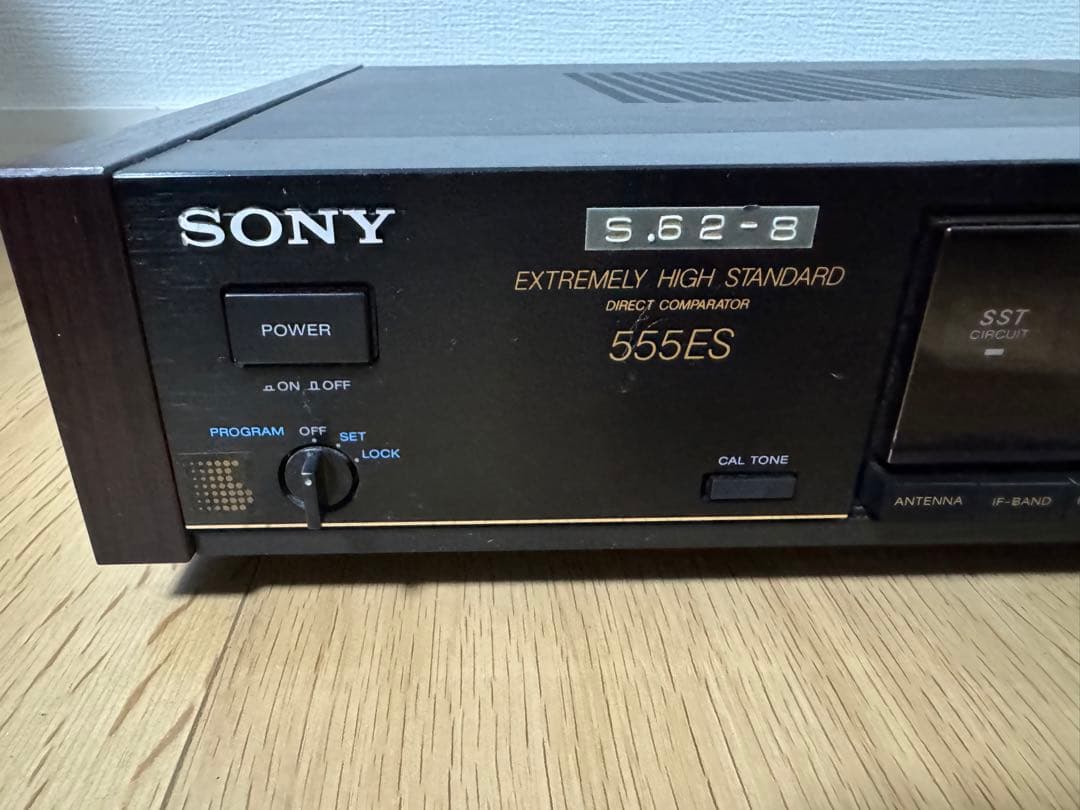 SONY
S.62-8
EXTREMELY HIGH STANDARD
DIRECT COMPARATOR
555ES
POWER
ON OFF
PROGRAM OFF SET LOCK
CAL TONE
SST
CIRCUIT
ANTENNA IF-BAND